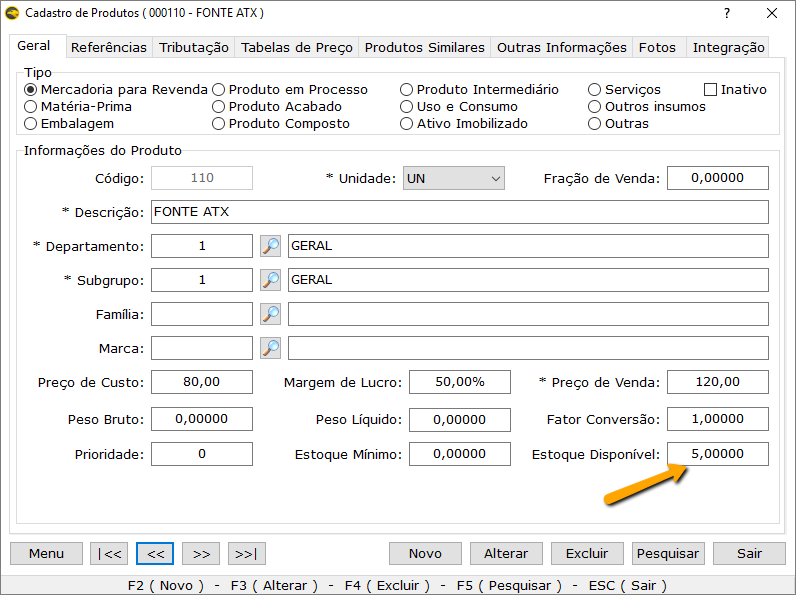 Cadastro de Produtos ( 000110 - FONTE ATX )
Geral Referências Tributação Tabelas de Preço Produtos Similares Outras Informações Fotos Integração
Tipo
Mercadoria para Revenda Produto em Processo Produto Intermediário Serviços Inativo
Matéria-Prima Produto Acabado Uso e Consumo Outros insumos
Embalagem Produto Composto Ativo Imobilizado Outras
Informações do Produto
Código: 110 * Unidade: UN Fração de Venda: 0,00000
* Descrição: FONTE ATX
* Departamento: 1 GERAL
* Subgrupo: 1 GERAL
Família:
Marca:
Preço de Custo: 80,00 Margem de Lucro: 50,00% * Preço de Venda: 120,00
Peso Bruto: 0,00000 Peso Líquido: 0,00000 Fator Conversão: 1,00000
Prioridade: 0 Estoque Mínimo: 0,00000 Estoque Disponível: 5,00000
Menu |<< << >> >>| Novo Alterar Excluir Pesquisar Sair
F2 ( Novo ) - F3 ( Alterar ) - F4 ( Excluir ) - F5 ( Pesquisar ) - ESC ( Sair )